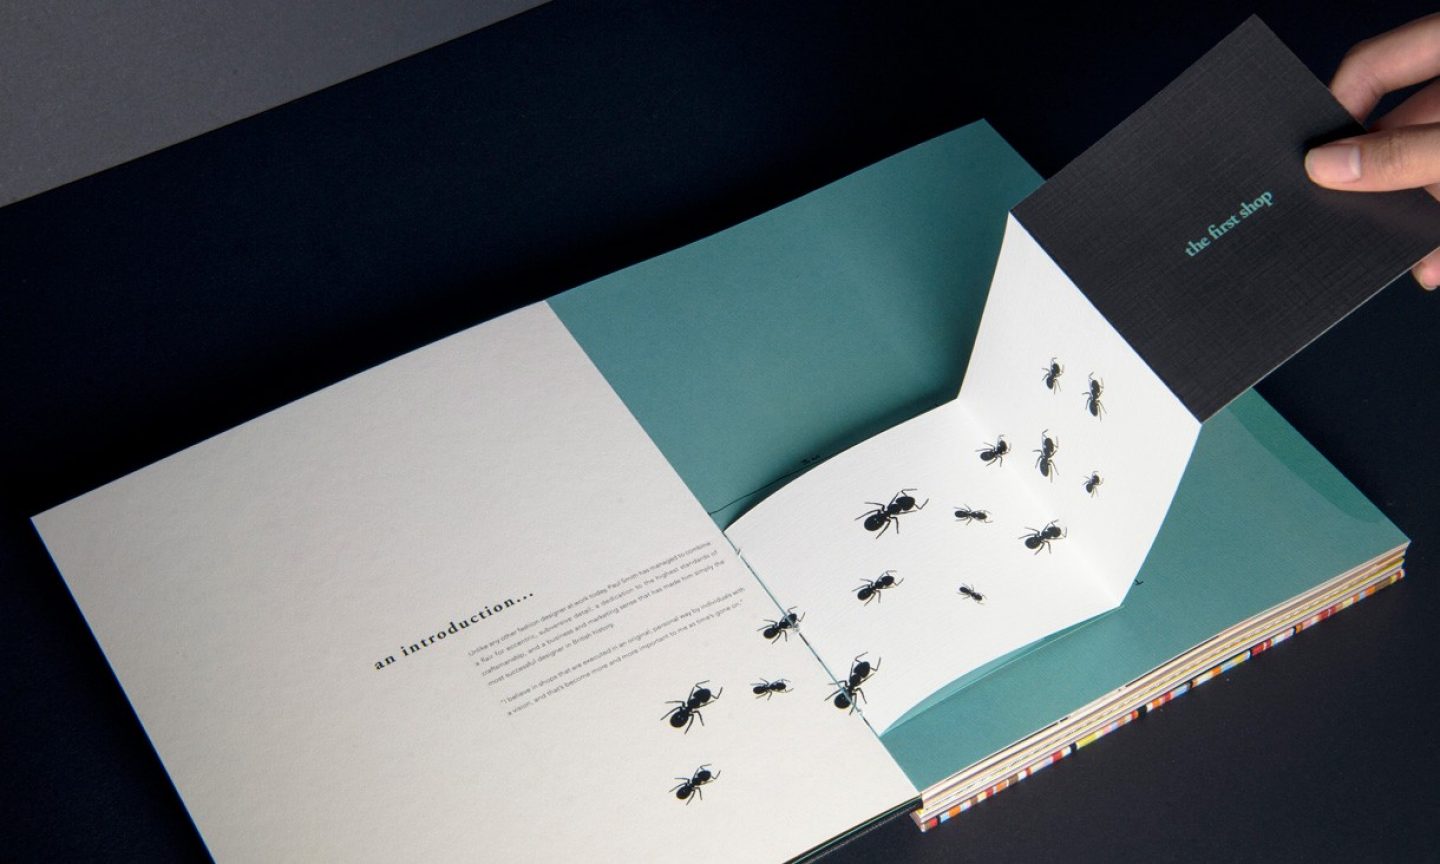 an introduction...
Unlike any other fashion designer at work today, Paul Smith has managed to combine
a flair for eccentric, subversive detail, a dedication to the highest standards of
craftsmanship, and a business and marketing sense that has made him simply the
most successful designer in British history.
"I believe in shops that are executed in an original, personal way by individuals with
a vision, and that's become more and more important to me as time's gone on."
the first shop